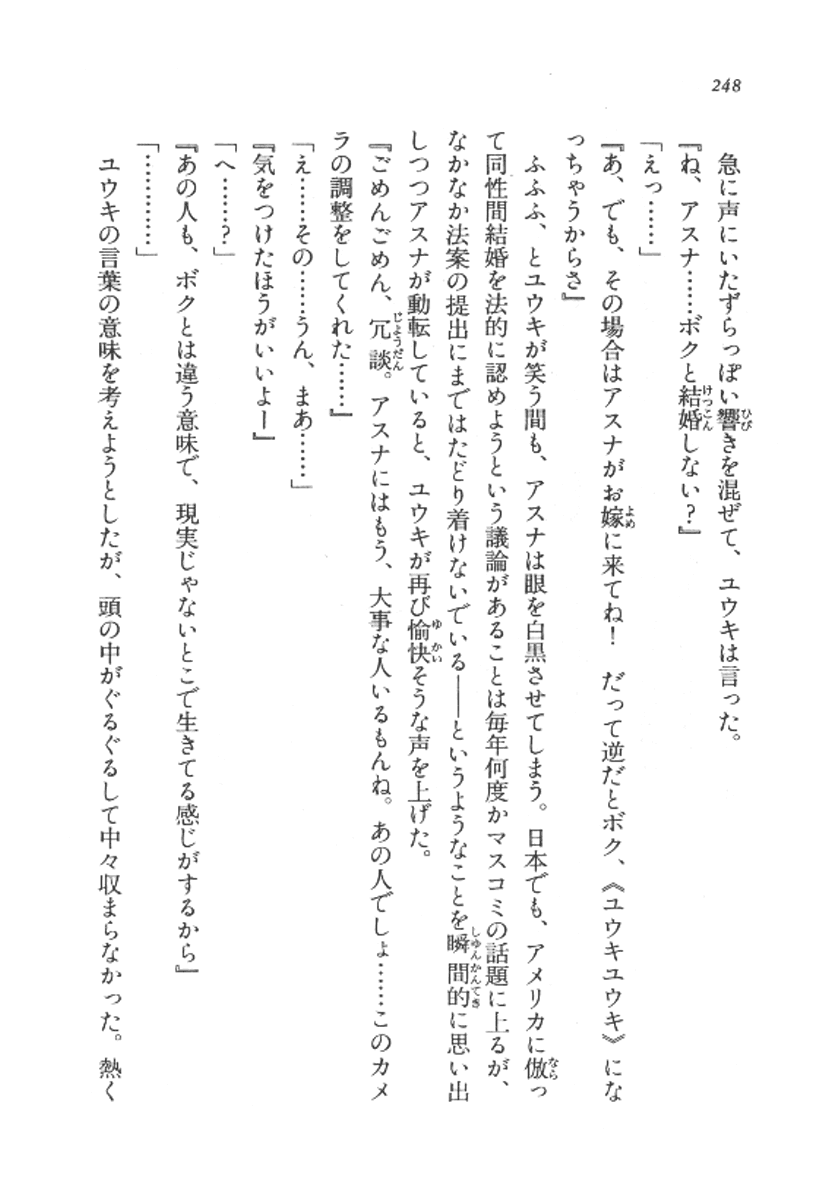 248
急に声にいたずらっぽい響きを混ぜて、ユウキは言った。
『ね、アスナ……ボクと結婚しない？』
「えっ……」
『あ、でも、その場合はアスナがお嫁に来てね！　だって逆だとボク、《ユウキユウキ》にな
っちゃうからさ』
ふふふ、とユウキが笑う間も、アスナは眼を白黒させてしまう。日本でも、アメリカに倣っ
て同性間結婚を法的に認めようという議論があることは毎年何度かマスコミの話題に上るが、
なかなか法案の提出にまではたどり着けないでいる――というようなことを瞬間的に思い出
しつつアスナが動転していると、ユウキが再び愉快そうな声を上げた。
『ごめんごめん、冗談。アスナにはもう、大事な人いるもんね。あの人でしょ……このカメ
ラの調整をしてくれた……』
「え……その……うん、まあ……」
『気をつけたほうがいいよー』
「へ……？」
『あの人も、ボクとは違う意味で、現実じゃないとこで生きてる感じがするから』
「…………」
ユウキの言葉の意味を考えようとしたが、頭の中がぐるぐるして中々収まらなかった。熱く